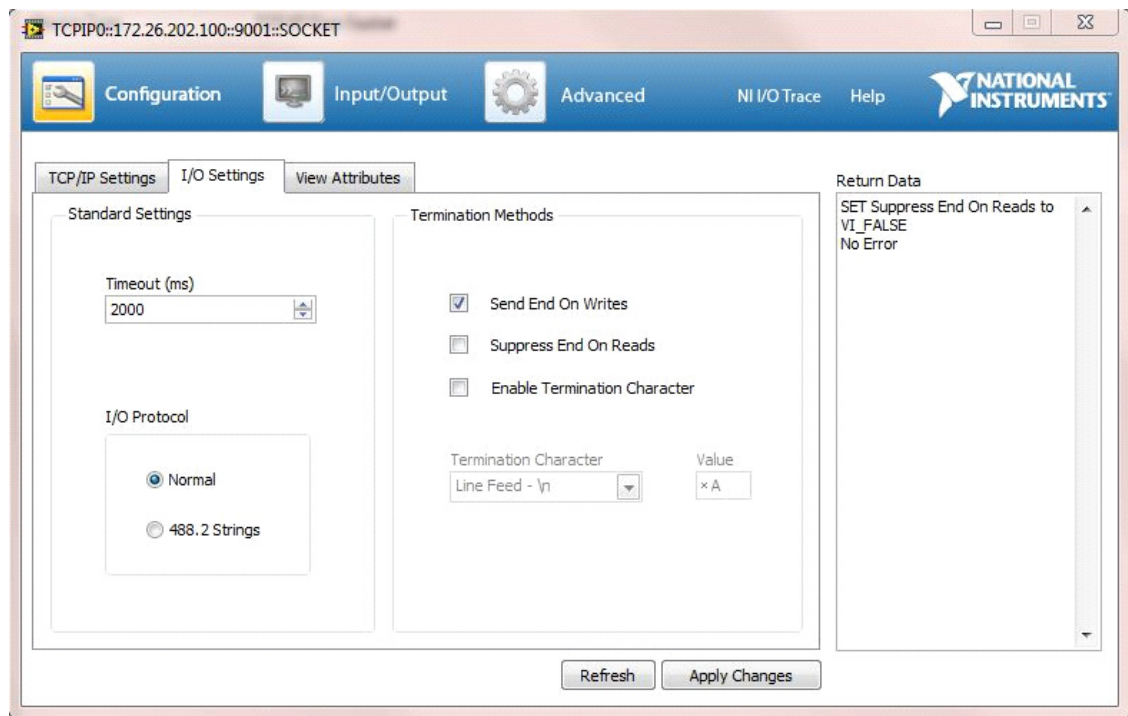 TCPIP0::172.26.202.100::9001::SOCKET
Configuration
Input/Output
Advanced
NI I/O Trace
Help
NATIONAL
INSTRUMENTS
TCP/IP Settings
I/O Settings
View Attributes
Standard Settings
Timeout (ms)
2000
I/O Protocol
Normal
488.2 Strings
Termination Methods
Send End On Writes
Suppress End On Reads
Enable Termination Character
Termination Character
Value
Line Feed - \n
×A
Return Data
SET Suppress End On Reads to
VI_FALSE
No Error
Refresh
Apply Changes